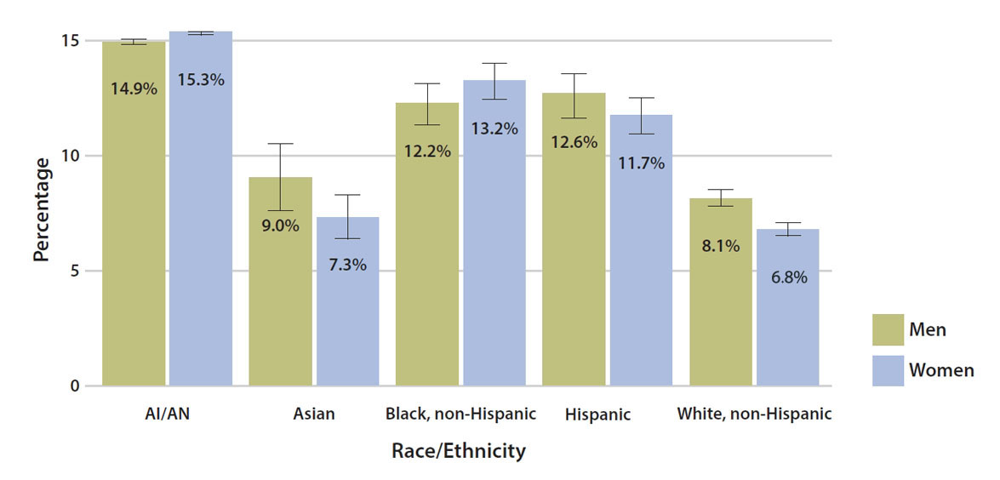 Percentage
15
10
5
0
14.9%
15.3%
9.0%
7.3%
12.2%
13.2%
12.6%
11.7%
8.1%
6.8%
AI/AN
Asian
Black, non-Hispanic
Hispanic
White, non-Hispanic
Race/Ethnicity
Men
Women